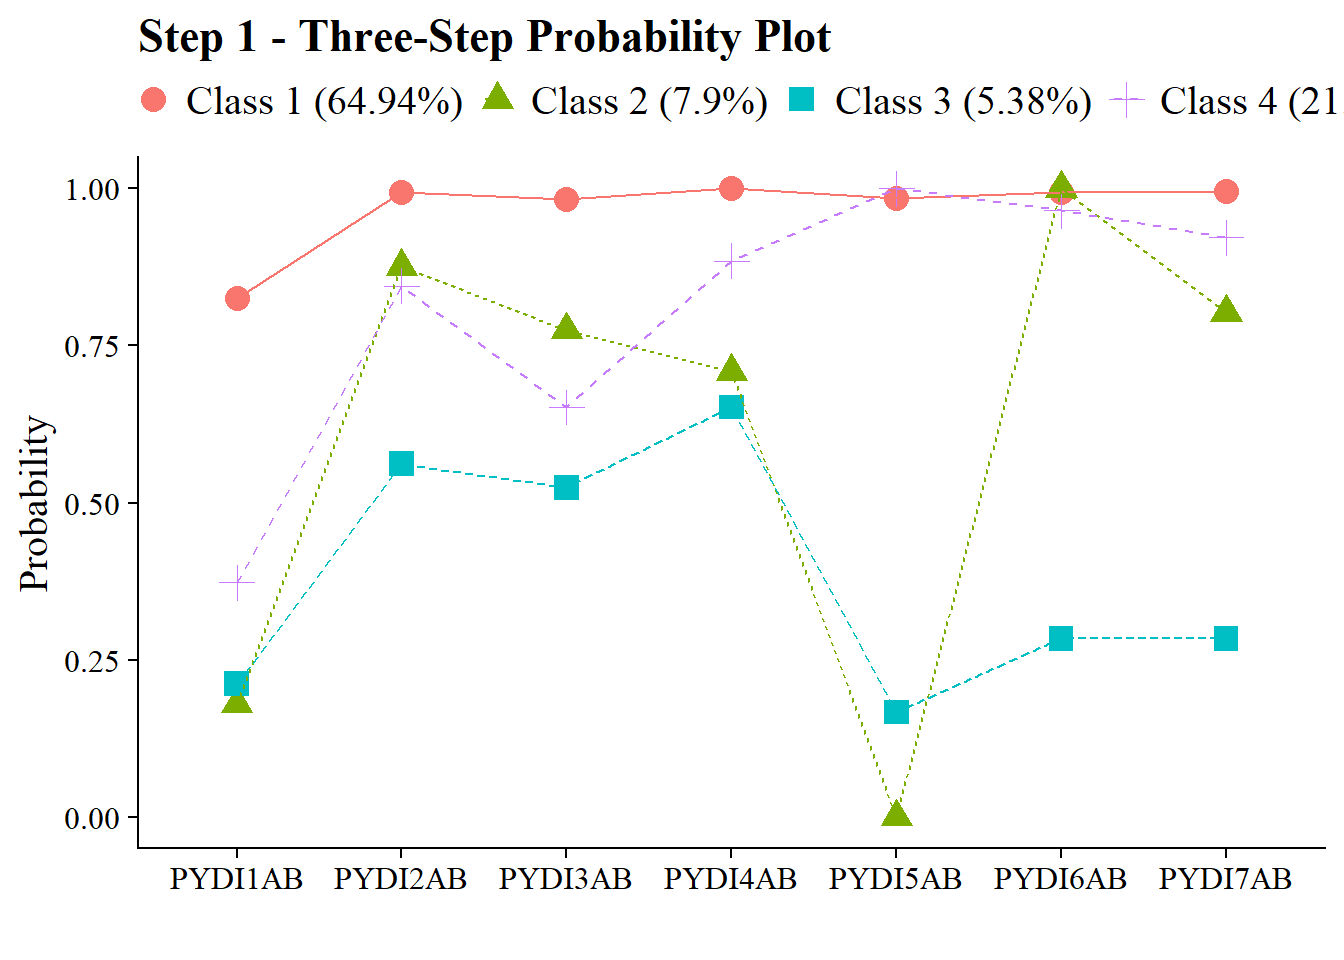 Step 1 - Three-Step Probability Plot
Class 1 (64.94%) Class 2 (7.9%) Class 3 (5.38%) Class 4 (21
1.00
0.75
0.50
0.25
0.00
Probability
PYDI1AB PYDI2AB PYDI3AB PYDI4AB PYDI5AB PYDI6AB PYDI7AB